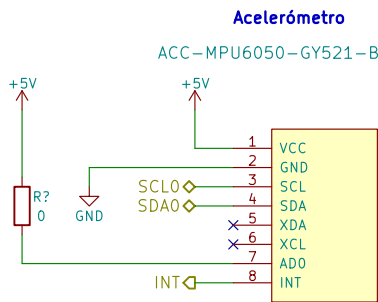 Acelerómetro
ACC-MPU6050-GY521-B
+5V +5V
1 VCC
2 GND
SCL0 3 SCL
R? SDA0 4 SDA
0 GND 5 XDA
6 XCL
7 AD0
INT 8 INT